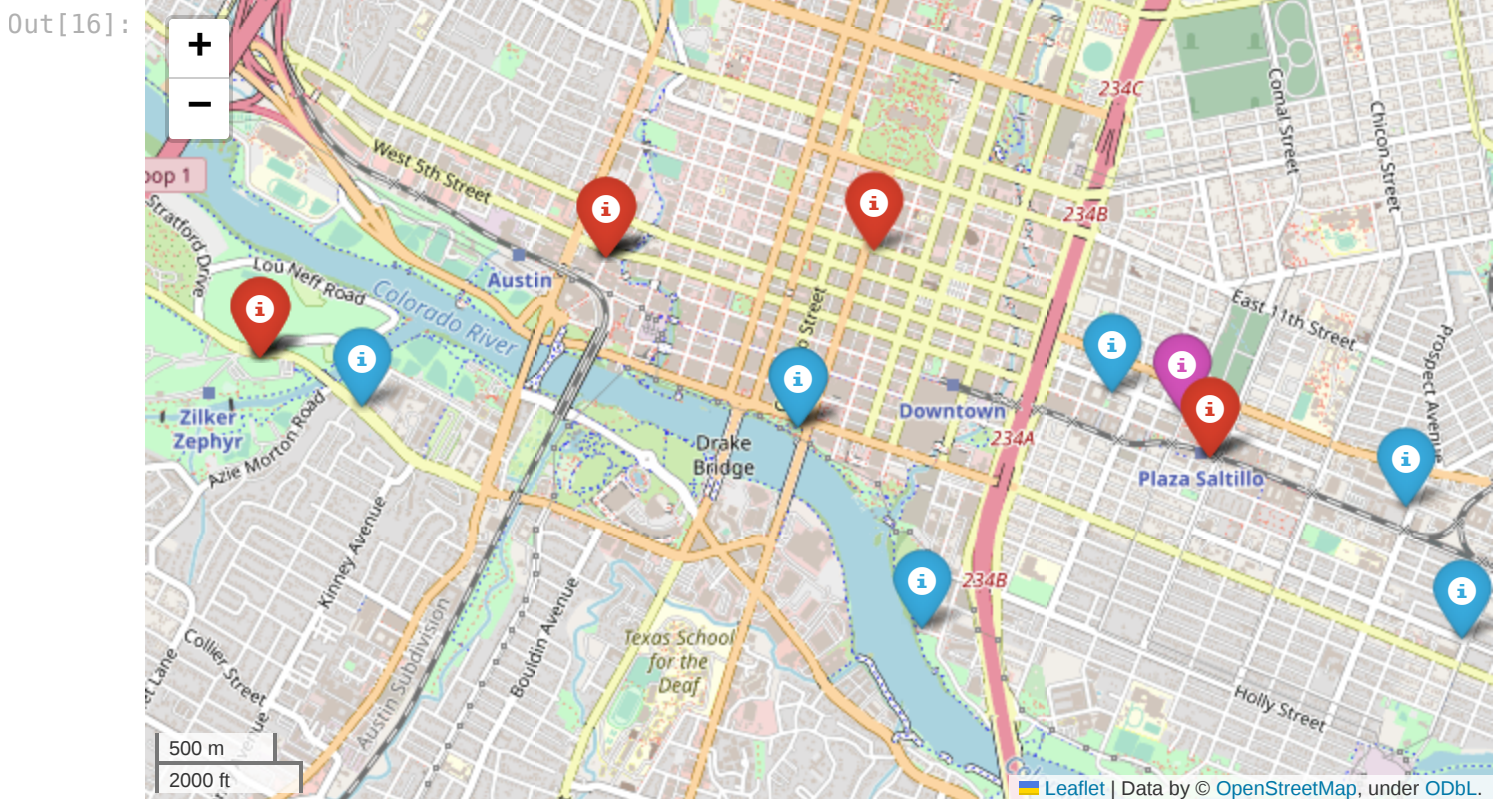 Out[16]:
+
−
234C
Comal Street
Chicon Street
West 5th Street
oop 1
234B
Stratford Drive
Lou Neff Road
Austin
Colorado River
East 11th Street
Prospect Avenue
Zilker
Zephyr
Azie Morton Road
Downtown
234A
Drake
Bridge
Plaza Saltillo
Kinney Avenue
234B
Bouldin Avenue
Austin Subdivision
Texas School
for the
Deaf
Collier Street
Holly Street
500 m
2000 ft
Leaflet | Data by © OpenStreetMap, under ODbL.